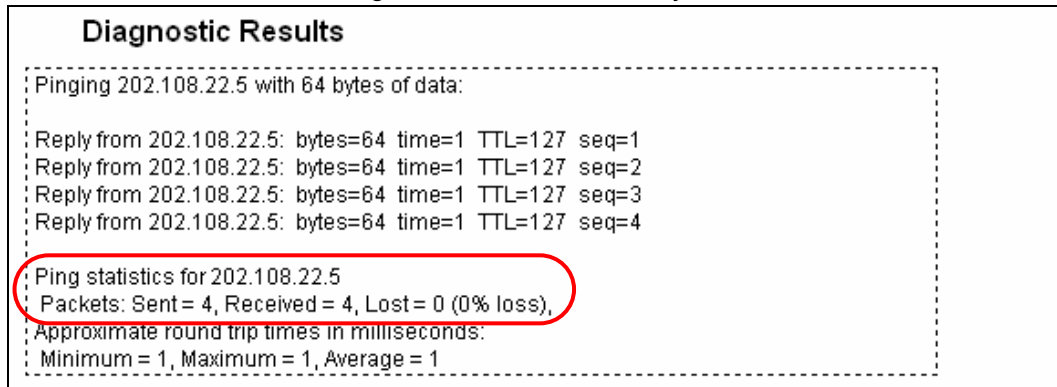 Diagnostic Results
Pinging 202.108.22.5 with 64 bytes of data:
Reply from 202.108.22.5: bytes=64 time=1 TTL=127 seq=1
Reply from 202.108.22.5: bytes=64 time=1 TTL=127 seq=2
Reply from 202.108.22.5: bytes=64 time=1 TTL=127 seq=3
Reply from 202.108.22.5: bytes=64 time=1 TTL=127 seq=4
Ping statistics for 202.108.22.5
Packets: Sent = 4, Received = 4, Lost = 0 (0% loss),
Approximate round trip times in milliseconds:
Minimum = 1, Maximum = 1, Average = 1